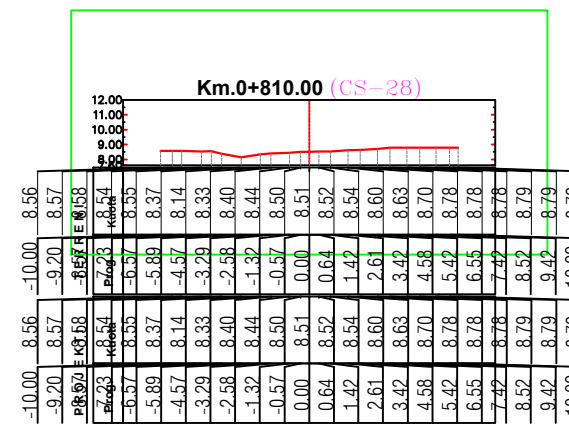 Km.0+810.00 (CS-28)
12.00
11.00
10.00
9.00
8.00
TERRENI
Kuota
8.56 8.57 8.58 8.54 8.55 8.37 8.14 8.33 8.40 8.44 8.50 8.51 8.52 8.54 8.60 8.63 8.70 8.78 8.78 8.78 8.79 8.79
Prog
-10.00 -9.20 -8.57 -7.23 -6.57 -5.89 -4.57 -3.29 -2.58 -1.32 -0.57 0.00 0.64 1.42 2.61 3.42 4.58 5.42 6.55 7.42 8.52 9.42 10.00
PROJEKTI
Kuota
8.56 8.57 8.58 8.54 8.55 8.37 8.14 8.33 8.40 8.44 8.50 8.51 8.52 8.54 8.60 8.63 8.70 8.78 8.78 8.78 8.79 8.79
Prog
-10.00 -9.20 -8.57 -7.23 -6.57 -5.89 -4.57 -3.29 -2.58 -1.32 -0.57 0.00 0.64 1.42 2.61 3.42 4.58 5.42 6.55 7.42 8.52 9.42 10.00